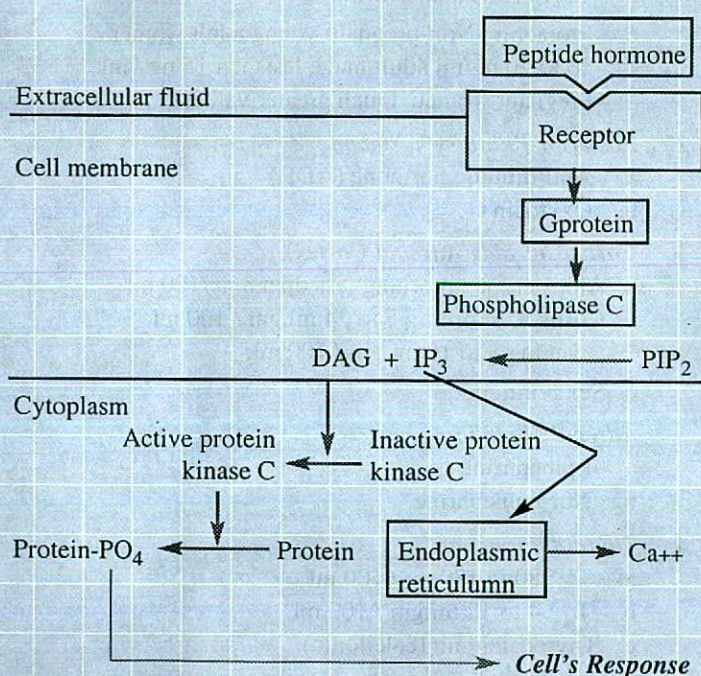 Peptide hormone
Extracellular fluid
Receptor
Cell membrane
Gprotein
Phospholipase C
DAG + IP3
PIP2
Cytoplasm
Active protein
kinase C
Inactive protein
kinase C
Protein-PO4
Protein
Endoplasmic
reticulumn
Ca++
Cell's Response